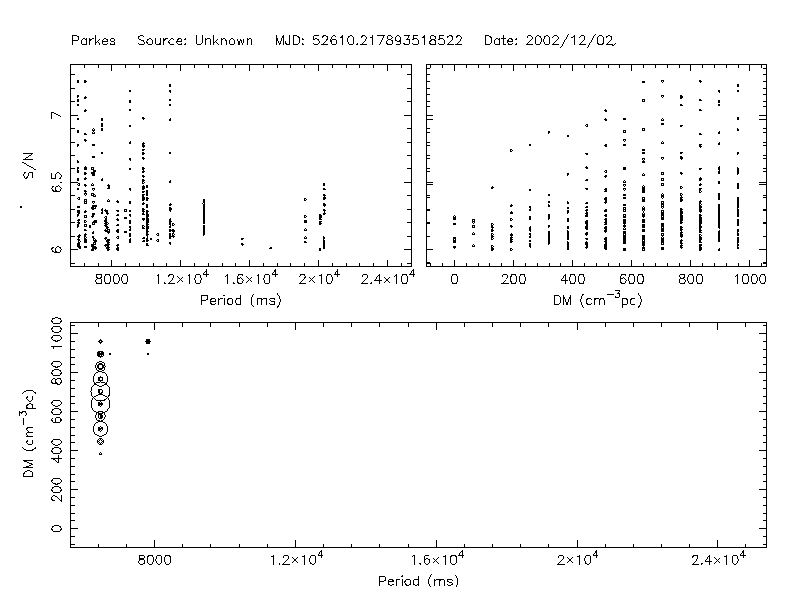 Parkes Source: Unknown MJD: 52610.217893518522 Date: 2002/12/02
S/N
7
6.5
6
8000 1.2×10⁴ 1.6×10⁴ 2×10⁴ 2.4×10⁴
Period (ms)
0 200 400 600 800 1000
DM (cm⁻³pc)
DM (cm⁻³pc)
1000
800
600
400
200
0
8000 1.2×10⁴ 1.6×10⁴ 2×10⁴ 2.4×10⁴
Period (ms)